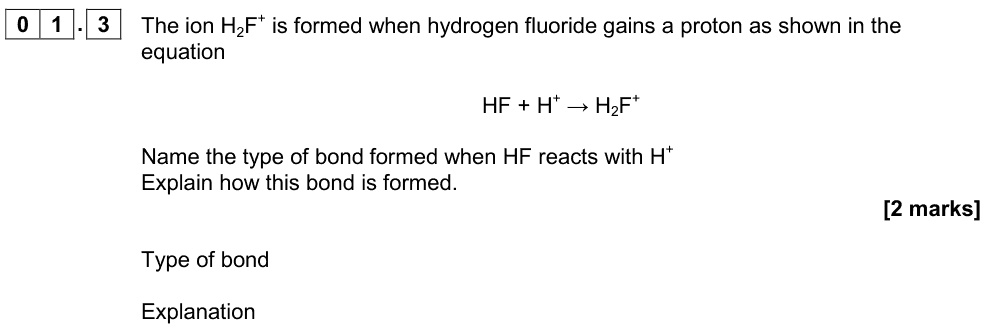 0 1 . 3 The ion H₂F⁺ is formed when hydrogen fluoride gains a proton as shown in the
equation
HF + H⁺ → H₂F⁺
Name the type of bond formed when HF reacts with H⁺
Explain how this bond is formed.
[2 marks]
Type of bond
Explanation